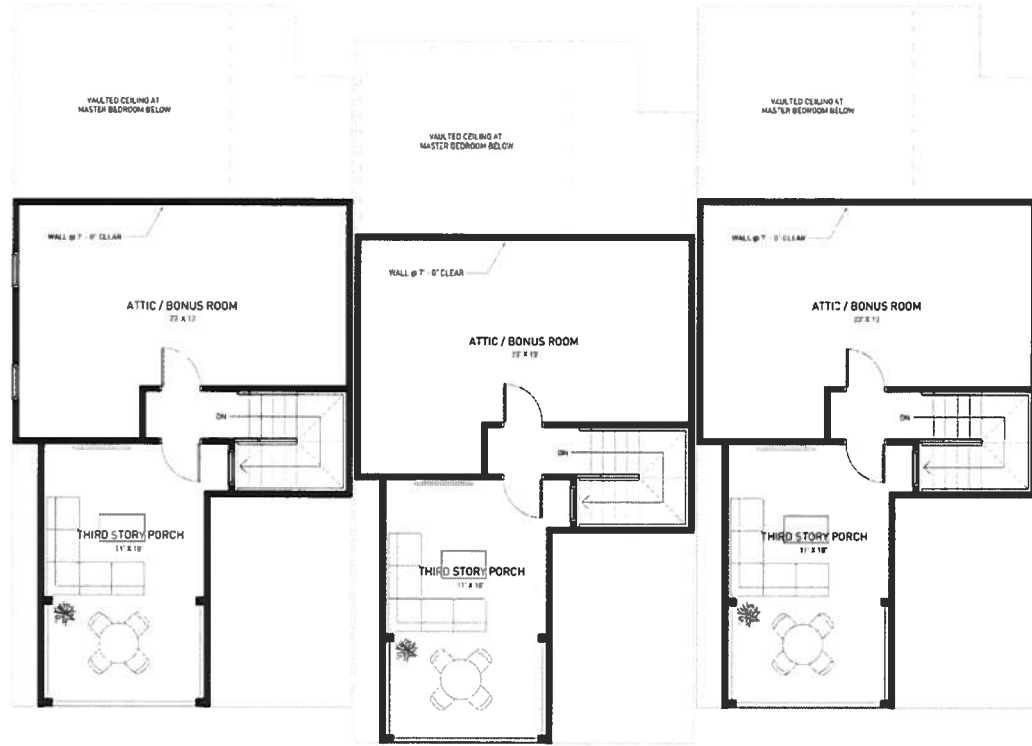 VAULTED CEILING AT
MASTER BEDROOM BELOW
WALL @ 7' - 0" CLEAR
ATTIC / BONUS ROOM
DN
THIRD STORY PORCH
11' X 18'
VAULTED CEILING AT
MASTER BEDROOM BELOW
WALL @ 7' - 0" CLEAR
ATTIC / BONUS ROOM
DN
THIRD STORY PORCH
11' X 18'
VAULTED CEILING AT
MASTER BEDROOM BELOW
WALL @ 7' - 0" CLEAR
ATTIC / BONUS ROOM
DN
THIRD STORY PORCH
11' X 18'